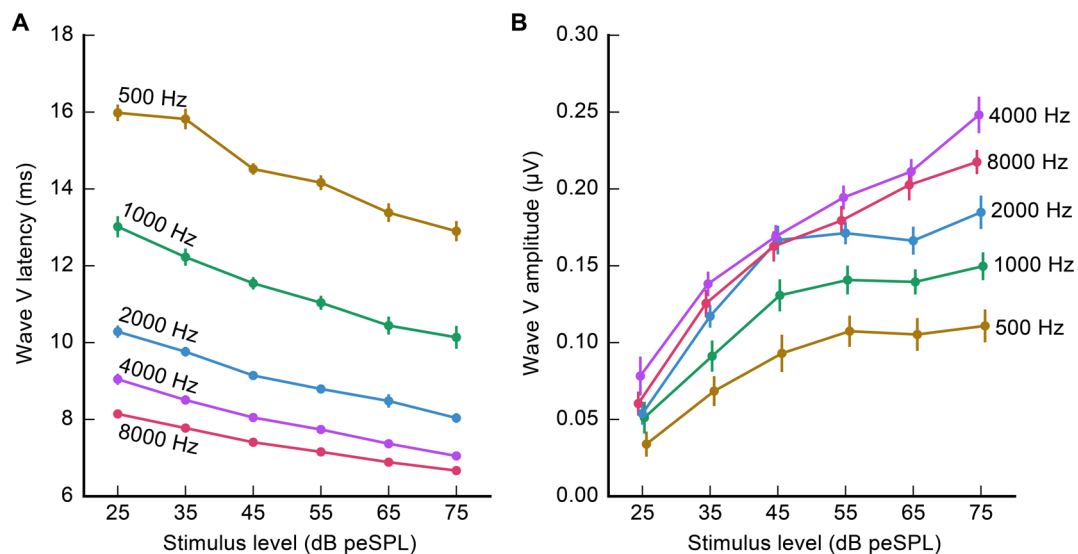 A
18
16
14
12
10
8
6
Wave V latency (ms)
500 Hz
1000 Hz
2000 Hz
4000 Hz
8000 Hz
25 35 45 55 65 75
Stimulus level (dB peSPL)
B
0.30
0.25
0.20
0.15
0.10
0.05
0.00
Wave V amplitude (μV)
4000 Hz
8000 Hz
2000 Hz
1000 Hz
500 Hz
25 35 45 55 65 75
Stimulus level (dB peSPL)